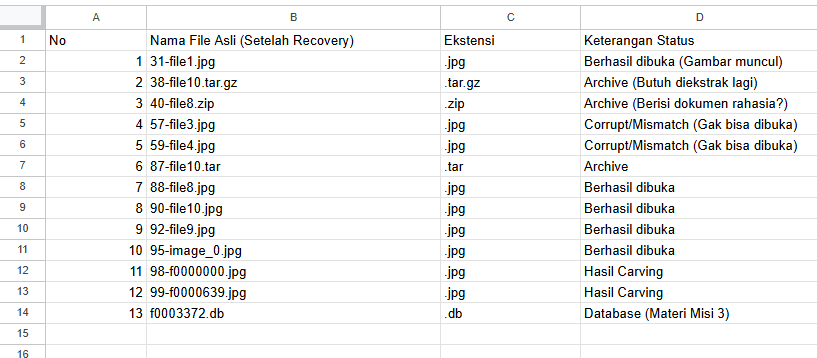 A B C D
1 No Nama File Asli (Setelah Recovery) Ekstensi Keterangan Status
2 1 31-file1.jpg .jpg Berhasil dibuka (Gambar muncul)
3 2 38-file10.tar.gz .tar.gz Archive (Butuh diekstrak lagi)
4 3 40-file8.zip .zip Archive (Berisi dokumen rahasia?)
5 4 57-file3.jpg .jpg Corrupt/Mismatch (Gak bisa dibuka)
6 5 59-file4.jpg .jpg Corrupt/Mismatch (Gak bisa dibuka)
7 6 87-file10.tar .tar Archive
8 7 88-file8.jpg .jpg Berhasil dibuka
9 8 90-file10.jpg .jpg Berhasil dibuka
10 9 92-file9.jpg .jpg Berhasil dibuka
11 10 95-image_0.jpg .jpg Berhasil dibuka
12 11 98-f0000000.jpg .jpg Hasil Carving
13 12 99-f0000639.jpg .jpg Hasil Carving
14 13 f0003372.db .db Database (Materi Misi 3)
15
16